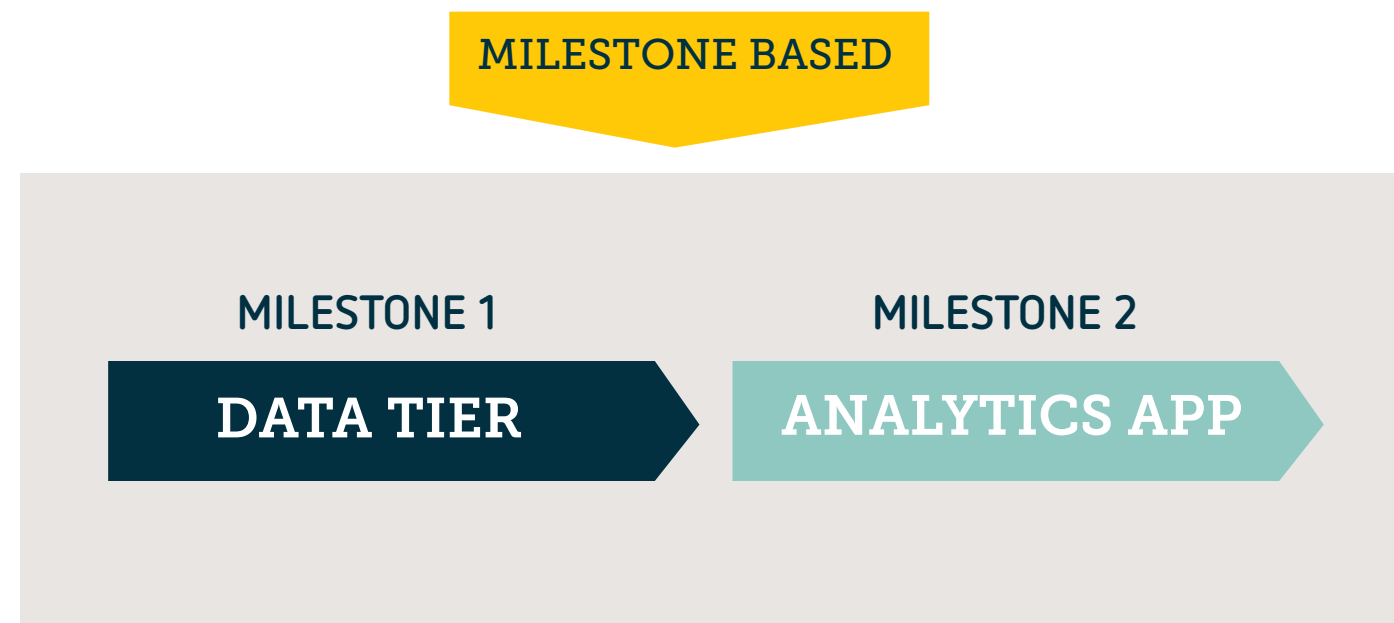 MILESTONE BASED
MILESTONE 1
DATA TIER
MILESTONE 2
ANALYTICS APP